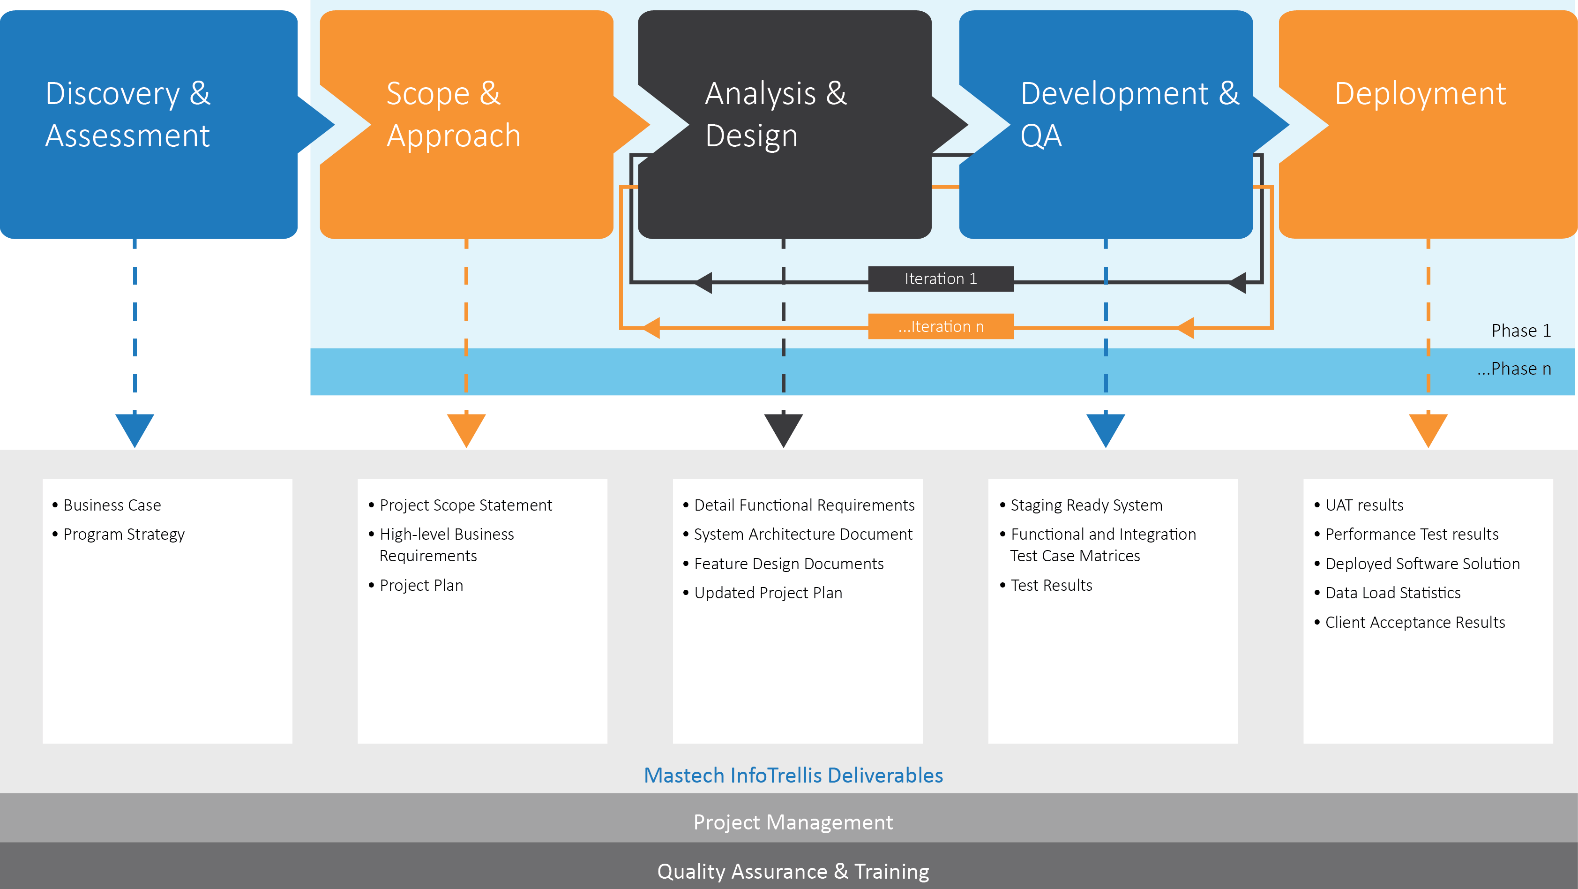 Discovery &
Assessment
Scope &
Approach
Analysis &
Design
Development &
QA
Deployment
Iteration 1
...Iteration n
Phase 1
...Phase n
• Business Case
• Program Strategy
• Project Scope Statement
• High-level Business
Requirements
• Project Plan
• Detail Functional Requirements
• System Architecture Document
• Feature Design Documents
• Updated Project Plan
• Staging Ready System
• Functional and Integration
Test Case Matrices
• Test Results
• UAT results
• Performance Test results
• Deployed Software Solution
• Data Load Statistics
• Client Acceptance Results
Mastech InfoTrellis Deliverables
Project Management
Quality Assurance & Training